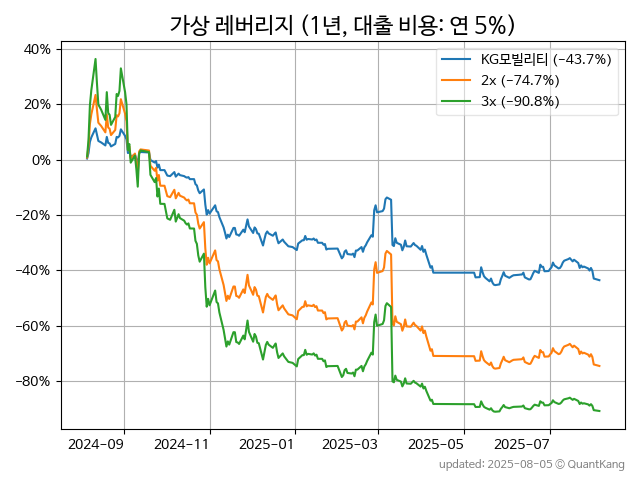 가상 레버리지 (1년, 대출 비용: 연 5%)
40%
20%
0%
−20%
−40%
−60%
−80%
KG모빌리티 (−43.7%)
2x (−74.7%)
3x (−90.8%)
2024-09
2024-11
2025-01
2025-03
2025-05
2025-07
updated: 2025-08-05 © QuantKang